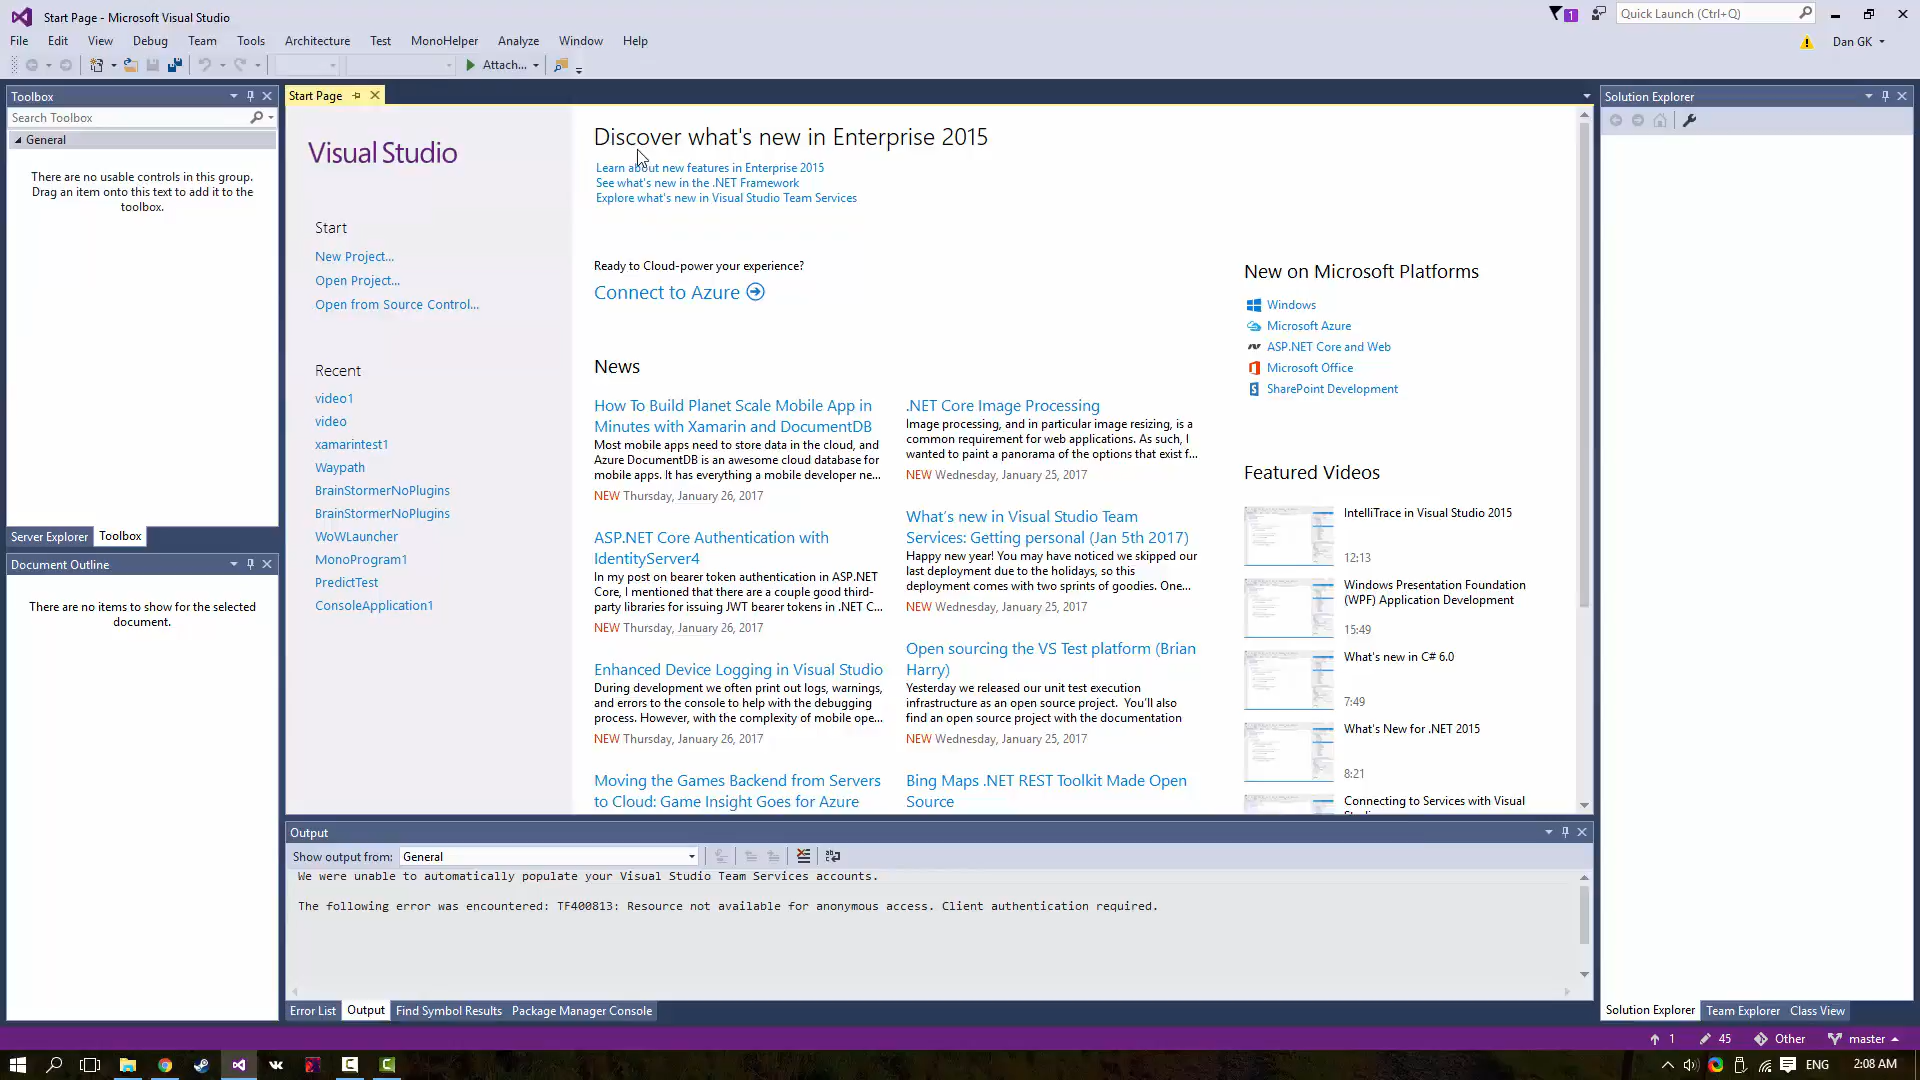 Start Page - Microsoft Visual Studio
1
Quick Launch (Ctrl+Q)
File Edit View Debug Team Tools Architecture Test MonoHelper Analyze Window Help
Dan GK
Attach...
Toolbox
Search Toolbox
General
There are no usable controls in this group.
Drag an item onto this text to add it to the
toolbox.
Server Explorer Toolbox
Document Outline
There are no items to show for the selected
document.
Start Page
Visual Studio
Start
New Project...
Open Project...
Open from Source Control...
Recent
video1
video
xamarintest1
Waypath
BrainStormerNoPlugins
BrainStormerNoPlugins
WoWLauncher
MonoProgram1
PredictTest
ConsoleApplication1
Discover what's new in Enterprise 2015
Learn about new features in Enterprise 2015
See what's new in the .NET Framework
Explore what's new in Visual Studio Team Services
Ready to Cloud-power your experience?
Connect to Azure
News
How To Build Planet Scale Mobile App in
Minutes with Xamarin and DocumentDB
Most mobile apps need to store data in the cloud, and
Azure DocumentDB is an awesome cloud database for
mobile apps. It has everything a mobile developer ne...
NEW Thursday, January 26, 2017
ASP.NET Core Authentication with
IdentityServer4
In my post on bearer token authentication in ASP.NET
Core, I mentioned that there are a couple good third-
party libraries for issuing JWT bearer tokens in .NET C...
NEW Thursday, January 26, 2017
Enhanced Device Logging in Visual Studio
During development we often print out logs, warnings,
and errors to the console to help with the debugging
process. However, with the complexity of mobile ope...
NEW Thursday, January 26, 2017
Moving the Games Backend from Servers
to Cloud: Game Insight Goes for Azure
.NET Core Image Processing
Image processing, and in particular image resizing, is a
common requirement for web applications. As such, I
wanted to paint a panorama of the options that exist f...
NEW Wednesday, January 25, 2017
What's new in Visual Studio Team
Services: Getting personal (Jan 5th 2017)
Happy new year! You may have noticed we skipped our
last deployment due to the holidays, so this
deployment comes with two sprints of goodies. One...
NEW Wednesday, January 25, 2017
Open sourcing the VS Test platform (Brian
Harry)
Yesterday we released our unit test execution
infrastructure as an open source project. You'll also
find an open source project with the documentation
NEW Wednesday, January 25, 2017
Bing Maps .NET REST Toolkit Made Open
Source
New on Microsoft Platforms
Windows
Microsoft Azure
ASP.NET Core and Web
Microsoft Office
SharePoint Development
Featured Videos
IntelliTrace in Visual Studio 2015
12:13
Windows Presentation Foundation
(WPF) Application Development
15:49
What's new in C# 6.0
7:49
What's New for .NET 2015
8:21
Connecting to Services with Visual
Output
Show output from: General
We were unable to automatically populate your Visual Studio Team Services accounts.
The following error was encountered: TF400813: Resource not available for anonymous access. Client authentication required.
Error List Output Find Symbol Results Package Manager Console
Solution Explorer
Solution Explorer Team Explorer Class View
1 45 Other master
ENG 2:08 AM